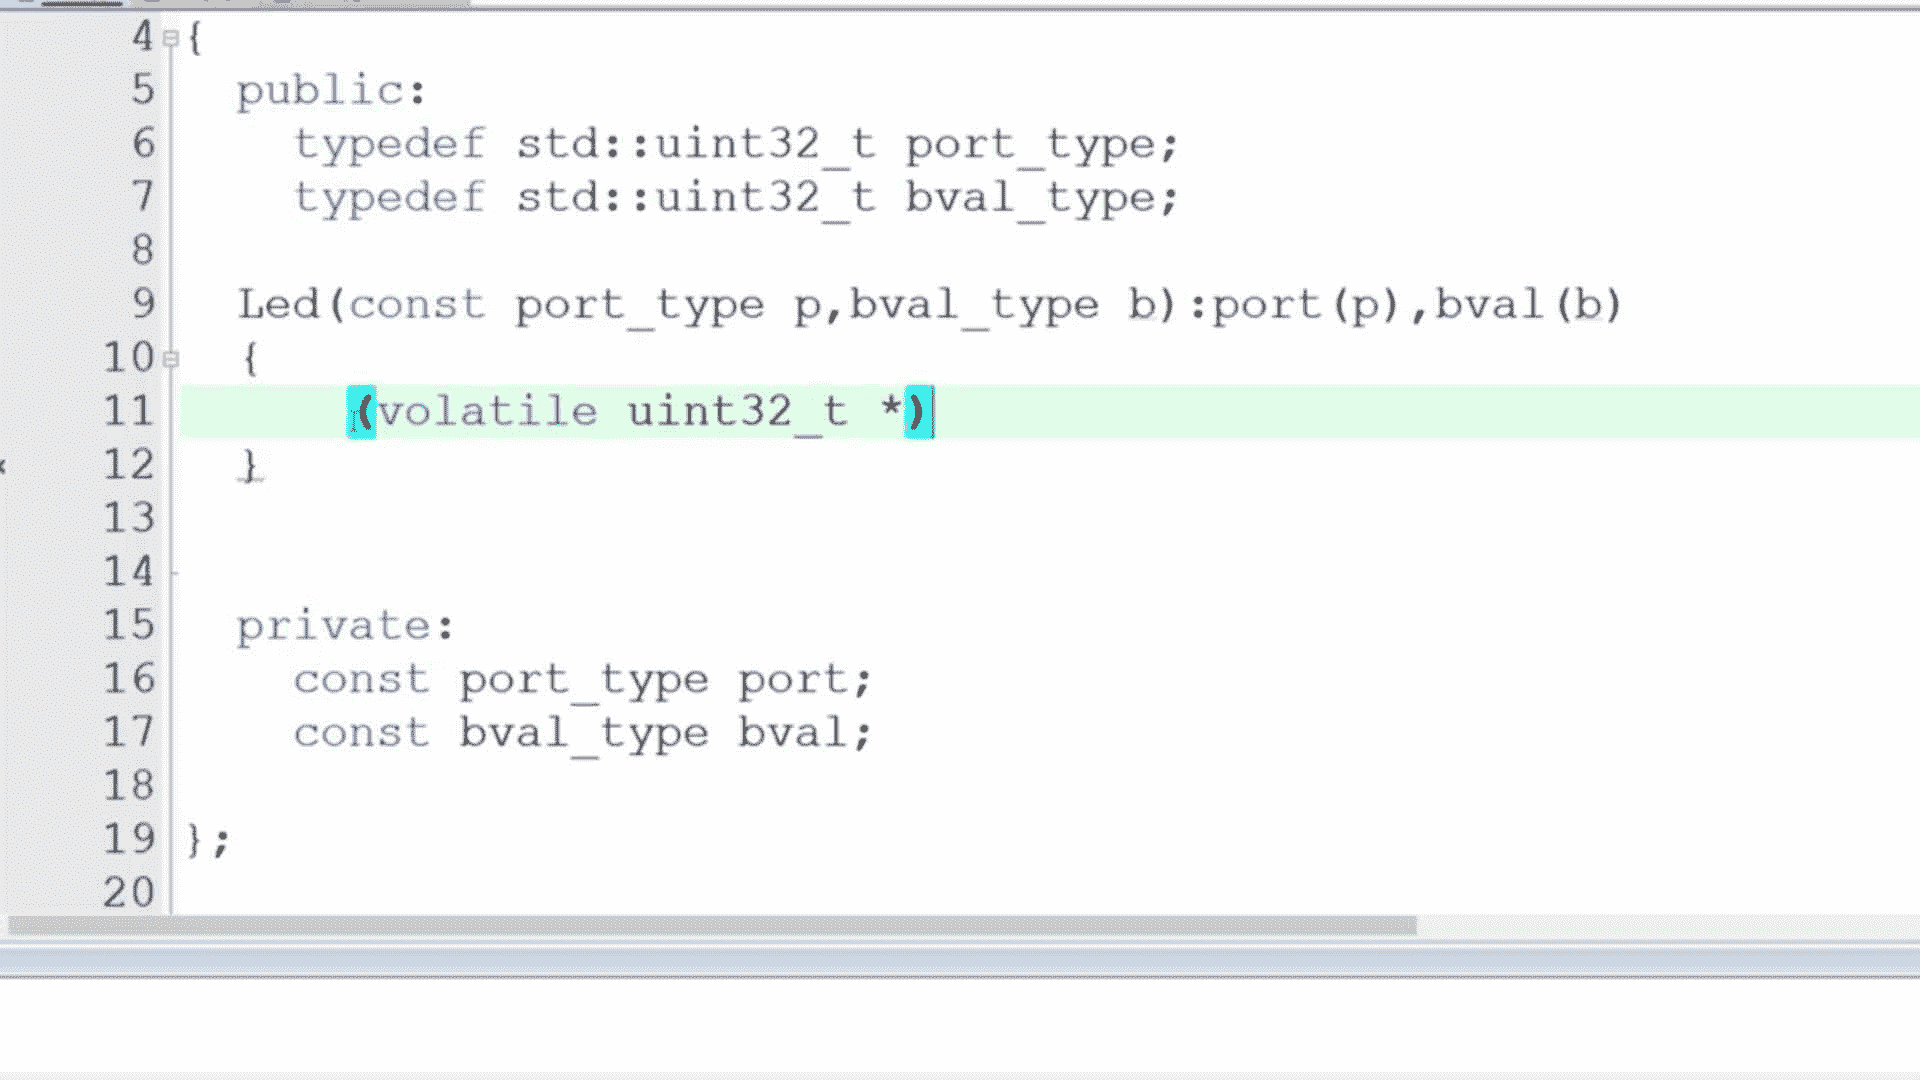 4 {
5 public:
6 typedef std::uint32_t port_type;
7 typedef std::uint32_t bval_type;
8
9 Led(const port_type p,bval_type b):port(p),bval(b)
10 {
11 (volatile uint32_t *)
12 }
13
14
15 private:
16 const port_type port;
17 const bval_type bval;
18
19 };
20